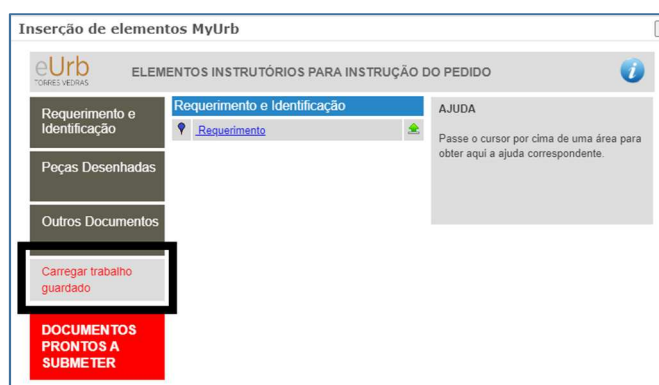 Inserção de elementos MyUrb
eUrb
TORRES VEDRAS
ELEMENTOS INSTRUTÓRIOS PARA INSTRUÇÃO DO PEDIDO
i
Requerimento e
Identificação
Peças Desenhadas
Outros Documentos
Carregar trabalho
guardado
DOCUMENTOS
PRONTOS A
SUBMETER
Requerimento e Identificação
Requerimento
AJUDA
Passe o cursor por cima de uma área para
obter aqui a ajuda correspondente.